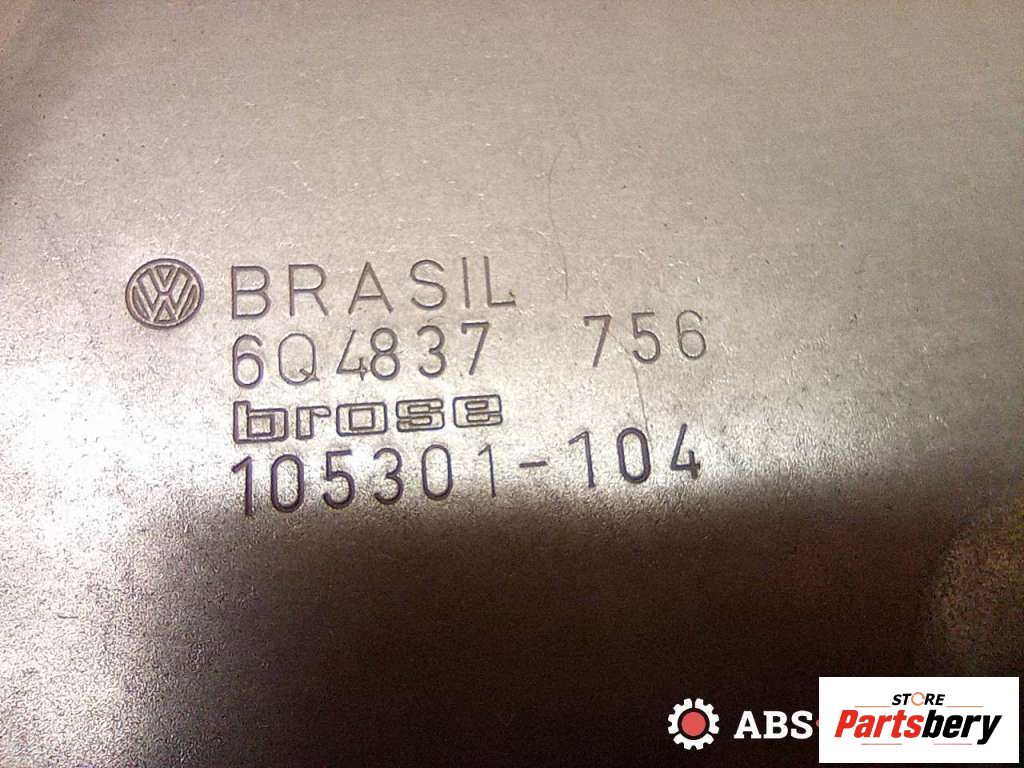 BRASIL
6Q4837 756
brose
105301-104
ABS-
STORE
Partsbery